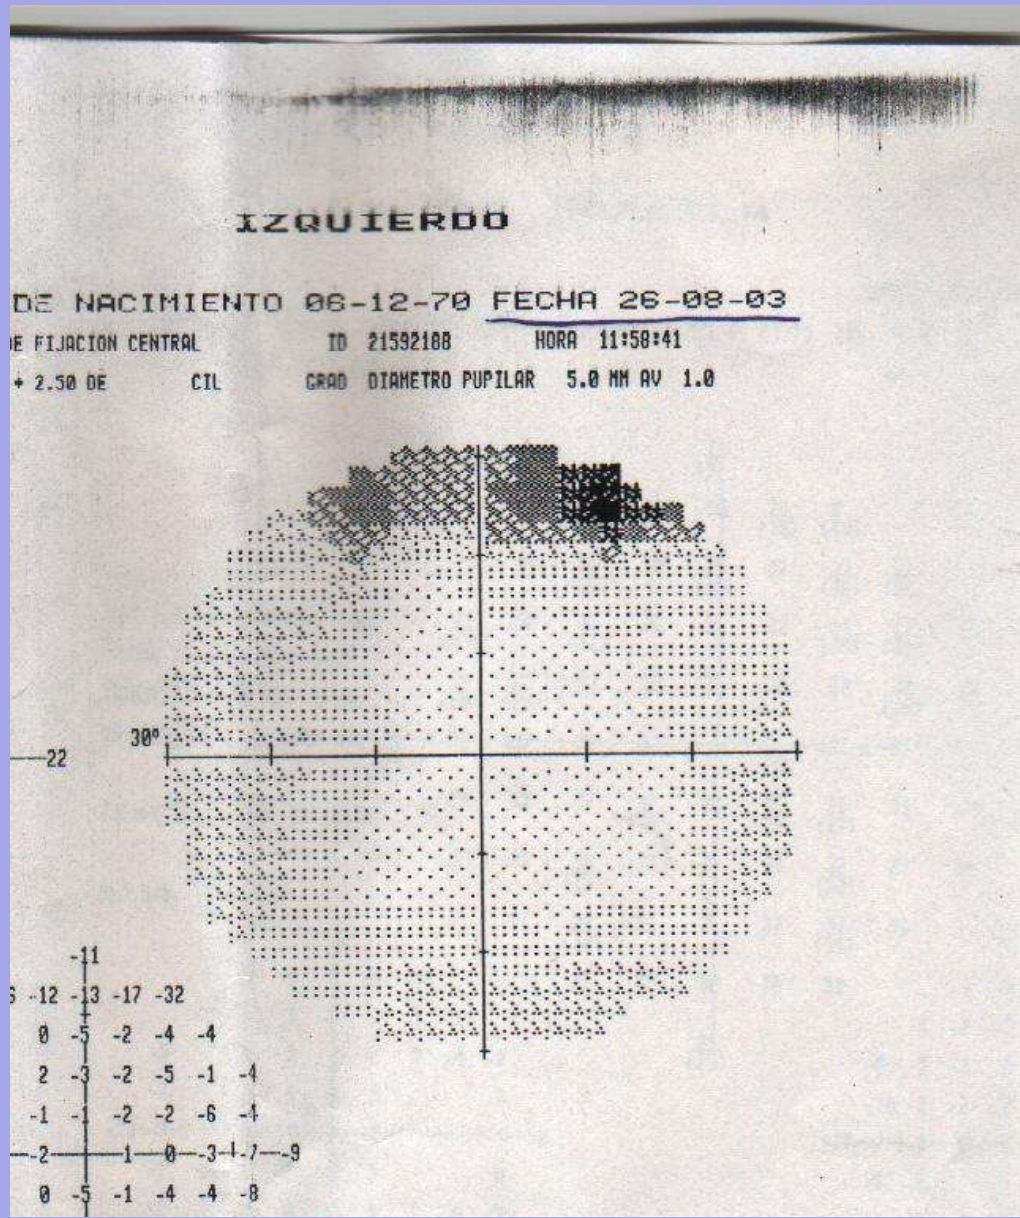 IZQUIERDO
DE NACIMIENTO 06-12-70 FECHA 26-08-03
DE FIJACION CENTRAL ID 21592188 HORA 11:58:41
+ 2.50 DE CIL GRAD DIAMETRO PUPILAR 5.0 MM AV 1.0
30°
22
-11
-12 -13 -17 -32
0 -5 -2 -4 -4
2 -3 -2 -5 -1 -4
-1 -1 -2 -2 -6 -4
-2 -1 0 -3 -7 -9
0 -5 -1 -4 -4 -8